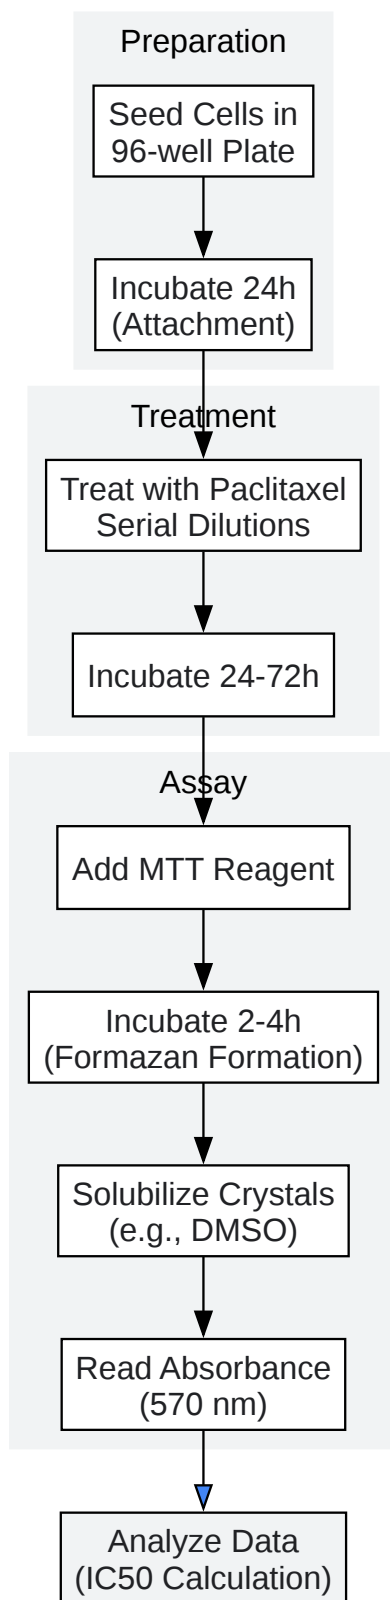 Preparation
Seed Cells in
96-well Plate
Incubate 24h
(Attachment)
Treatment
Treat with Paclitaxel
Serial Dilutions
Incubate 24-72h
Assay
Add MTT Reagent
Incubate 2-4h
(Formazan Formation)
Solubilize Crystals
(e.g., DMSO)
Read Absorbance
(570 nm)
Analyze Data
(IC50 Calculation)